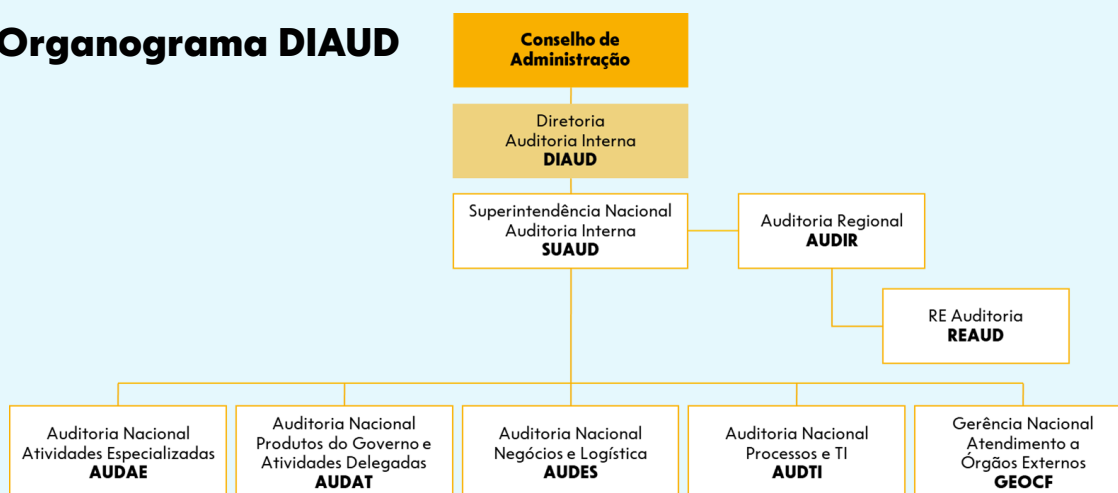 Organograma DIAUD
Conselho de
Administração
Diretoria
Auditoria Interna
DIAUD
Superintendência Nacional
Auditoria Interna
SUAUD
Auditoria Regional
AUDIR
RE Auditoria
REAUD
Auditoria Nacional
Atividades Especializadas
AUDAE
Auditoria Nacional
Produtos do Governo e
Atividades Delegadas
AUDAT
Auditoria Nacional
Negócios e Logística
AUDES
Auditoria Nacional
Processos e TI
AUDTI
Gerência Nacional
Atendimento a
Órgãos Externos
GEOCF